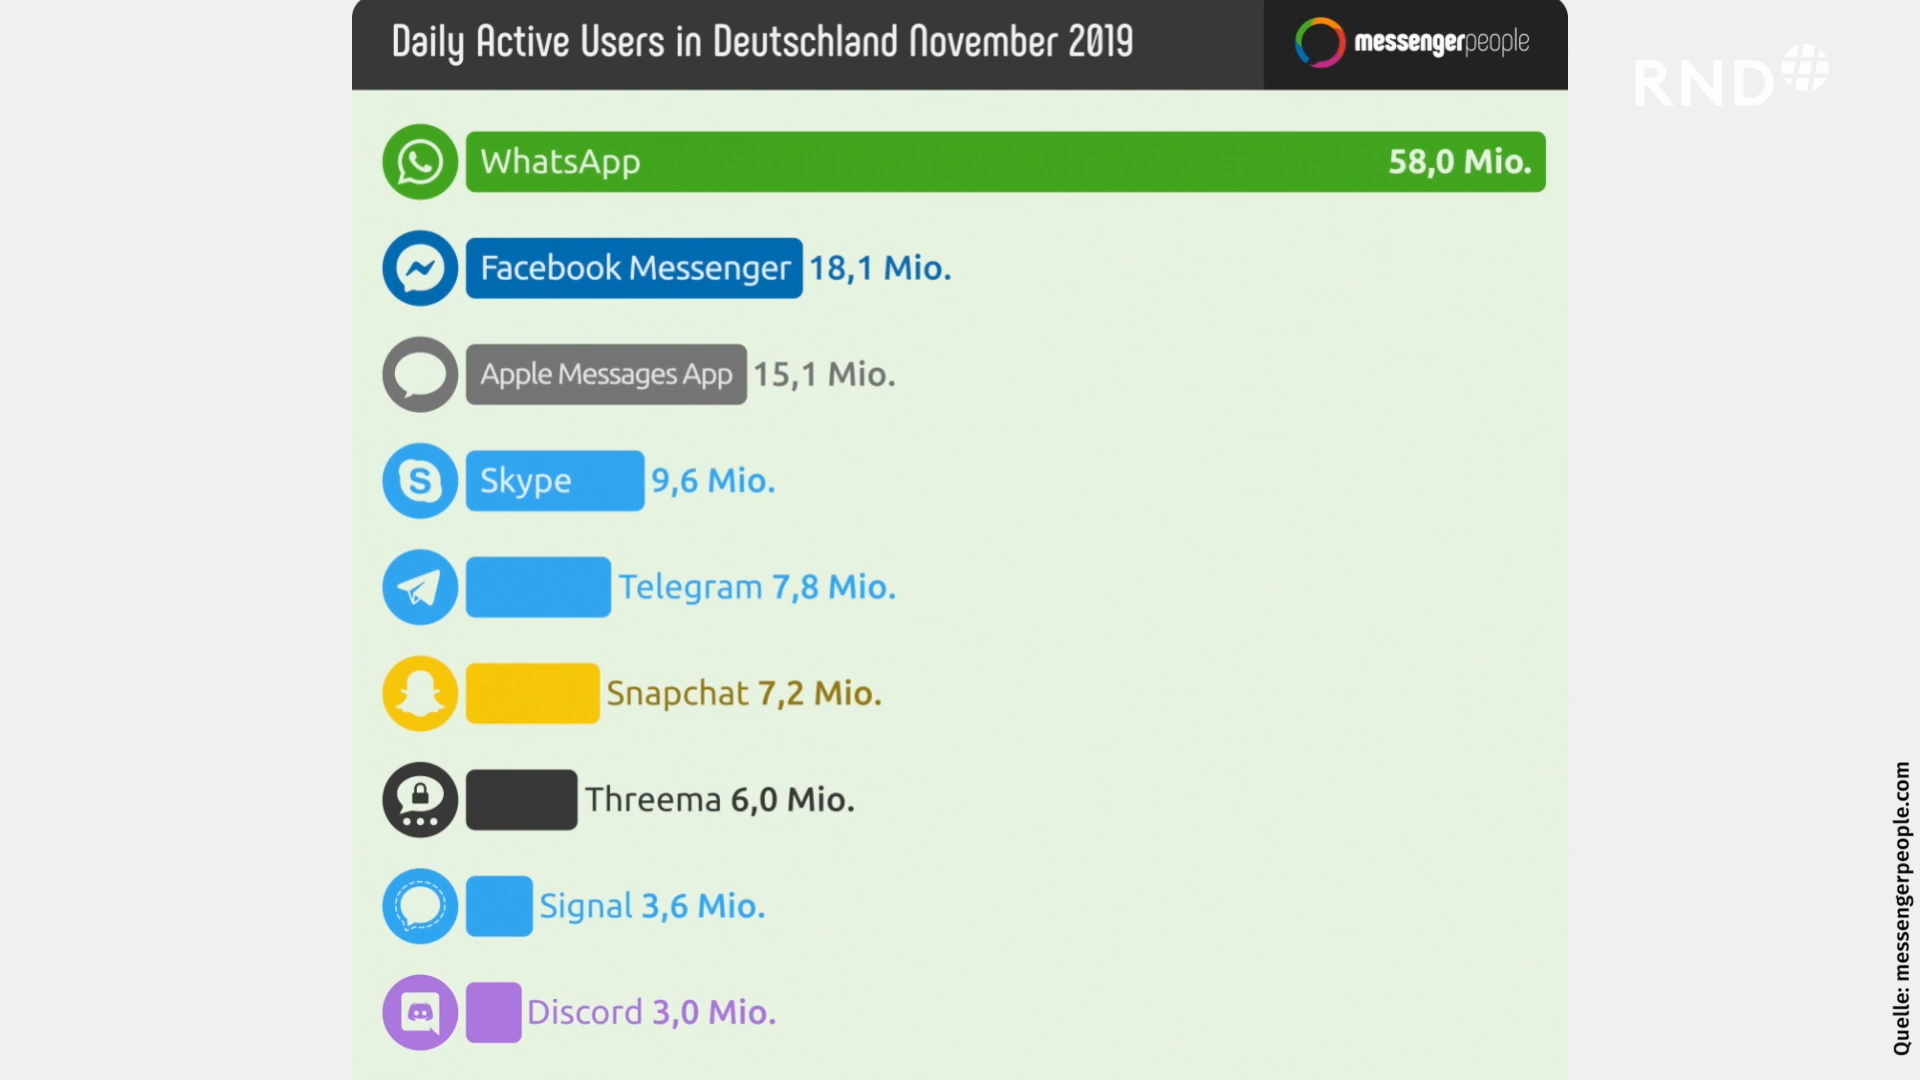 Daily Active Users in Deutschland November 2019
messengerpeople
RND
WhatsApp 58,0 Mio.
Facebook Messenger 18,1 Mio.
Apple Messages App 15,1 Mio.
Skype 9,6 Mio.
Telegram 7,8 Mio.
Snapchat 7,2 Mio.
Threema 6,0 Mio.
Signal 3,6 Mio.
Discord 3,0 Mio.
Quelle: messengerpeople.com